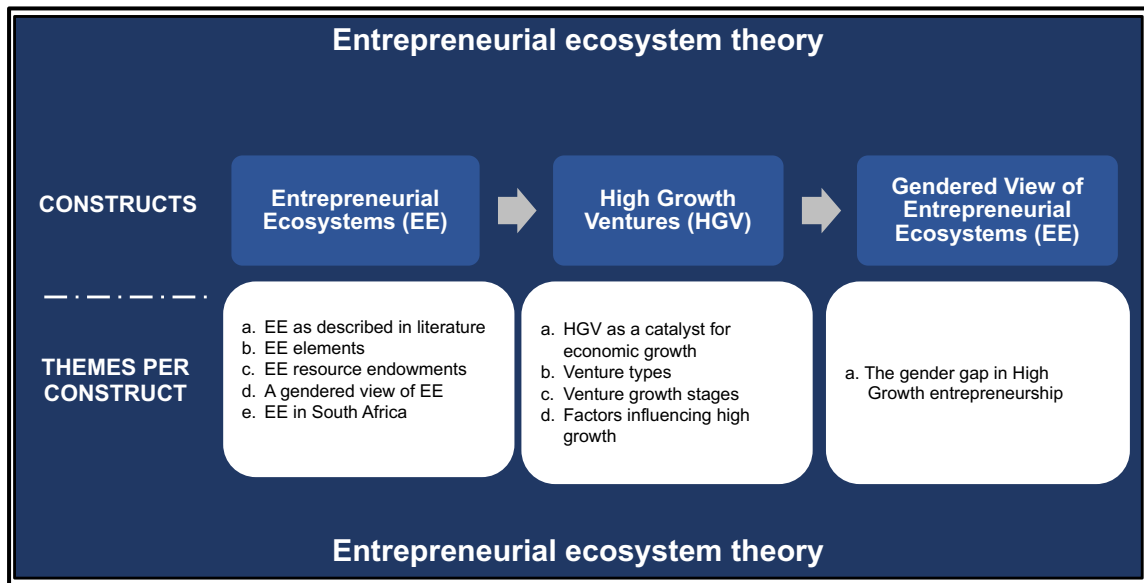 Entrepreneurial ecosystem theory
CONSTRUCTS
Entrepreneurial
Ecosystems (EE)
High Growth
Ventures (HGV)
Gendered View of
Entrepreneurial
Ecosystems (EE)
THEMES PER
CONSTRUCT
a. EE as described in literature
b. EE elements
c. EE resource endowments
d. A gendered view of EE
e. EE in South Africa
a. HGV as a catalyst for
economic growth
b. Venture types
c. Venture growth stages
d. Factors influencing high
growth
a. The gender gap in High
Growth entrepreneurship
Entrepreneurial ecosystem theory